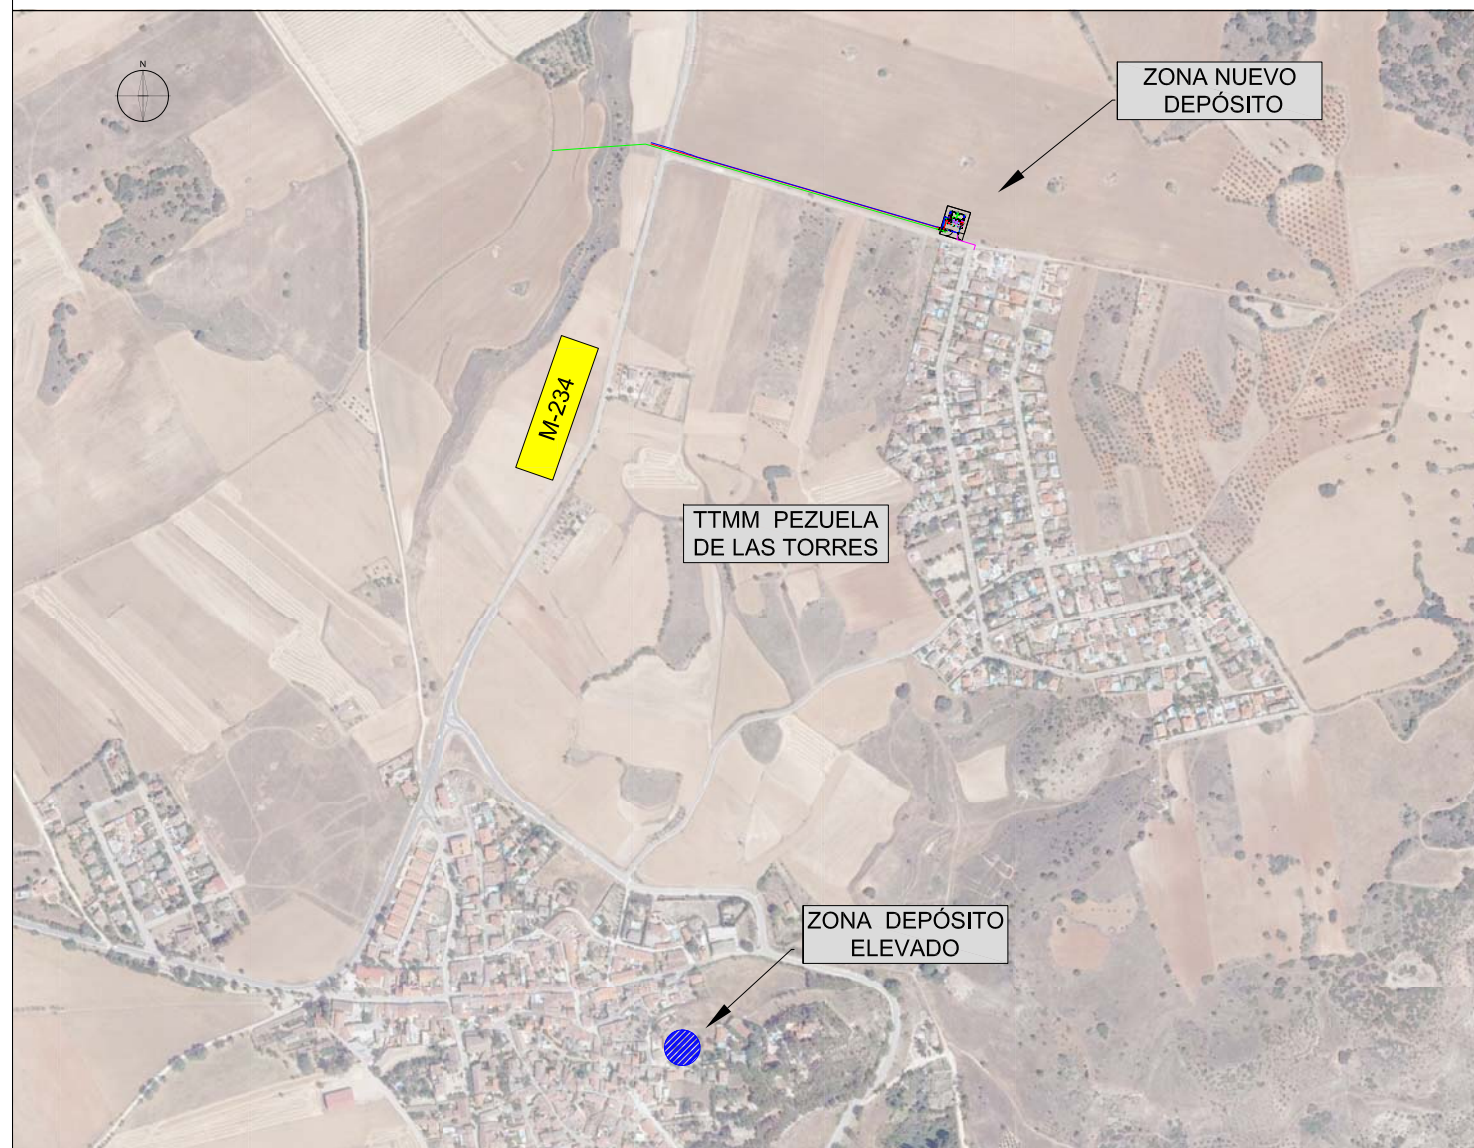 N
ZONA NUEVO
DEPÓSITO
M-234
TTMM PEZUELA
DE LAS TORRES
ZONA DEPÓSITO
ELEVADO